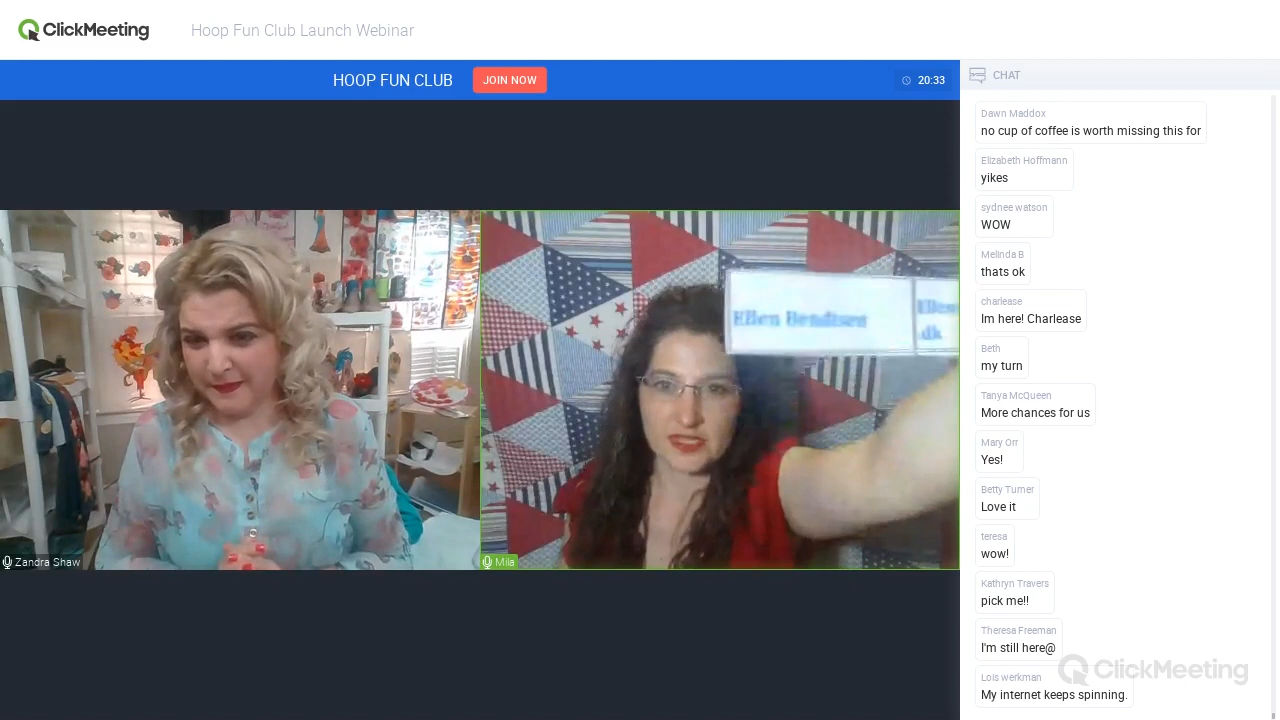 ClickMeeting
Hoop Fun Club Launch Webinar
HOOP FUN CLUB
JOIN NOW
20:33
CHAT
Ellen Bendtsen
Ellen
dk
Zandra Shaw
Mila
Dawn Maddox
no cup of coffee is worth missing this for
Elizabeth Hoffmann
yikes
sydnee watson
WOW
Melinda B
thats ok
charlease
Im here! Charlease
Beth
my turn
Tanya McQueen
More chances for us
Mary Orr
Yes!
Betty Turner
Love it
teresa
wow!
Kathryn Travers
pick me!!
Theresa Freeman
I'm still here@
Lois werkman
My internet keeps spinning.
ClickMeeting